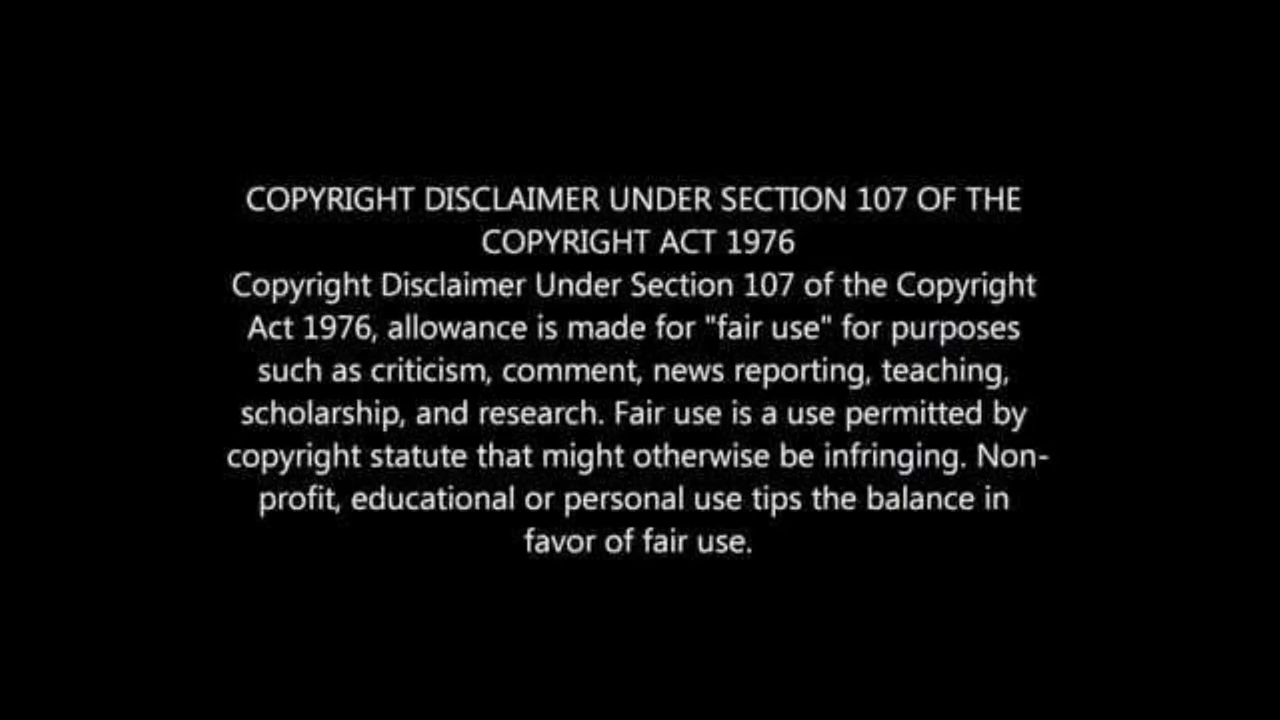 COPYRIGHT DISCLAIMER UNDER SECTION 107 OF THE
COPYRIGHT ACT 1976
Copyright Disclaimer Under Section 107 of the Copyright
Act 1976, allowance is made for "fair use" for purposes
such as criticism, comment, news reporting, teaching,
scholarship, and research. Fair use is a use permitted by
copyright statute that might otherwise be infringing. Non-
profit, educational or personal use tips the balance in
favor of fair use.